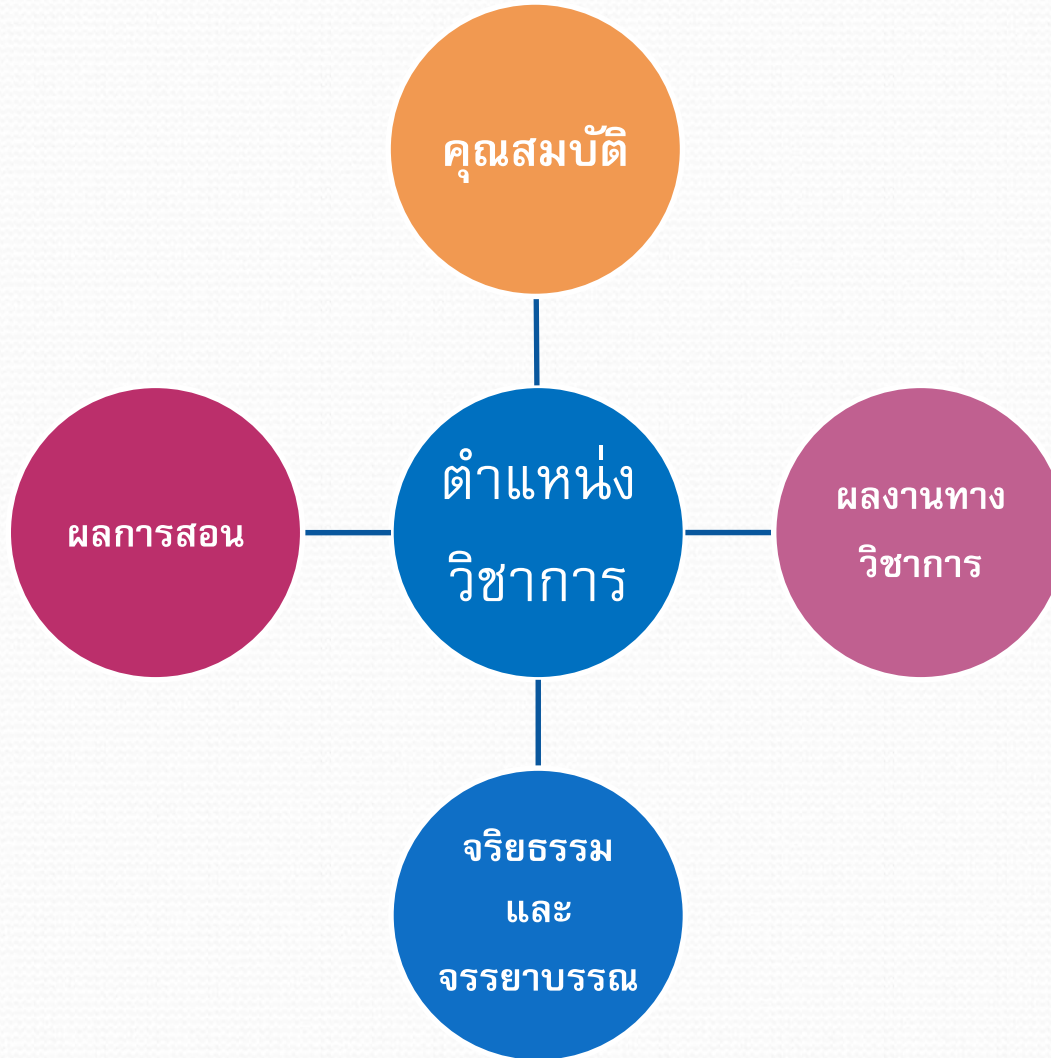 คุณสมบัติ
ผลการสอน
ตำแหน่ง
วิชาการ
ผลงานทาง
วิชาการ
จริยธรรม
และ
จรรยาบรรณ